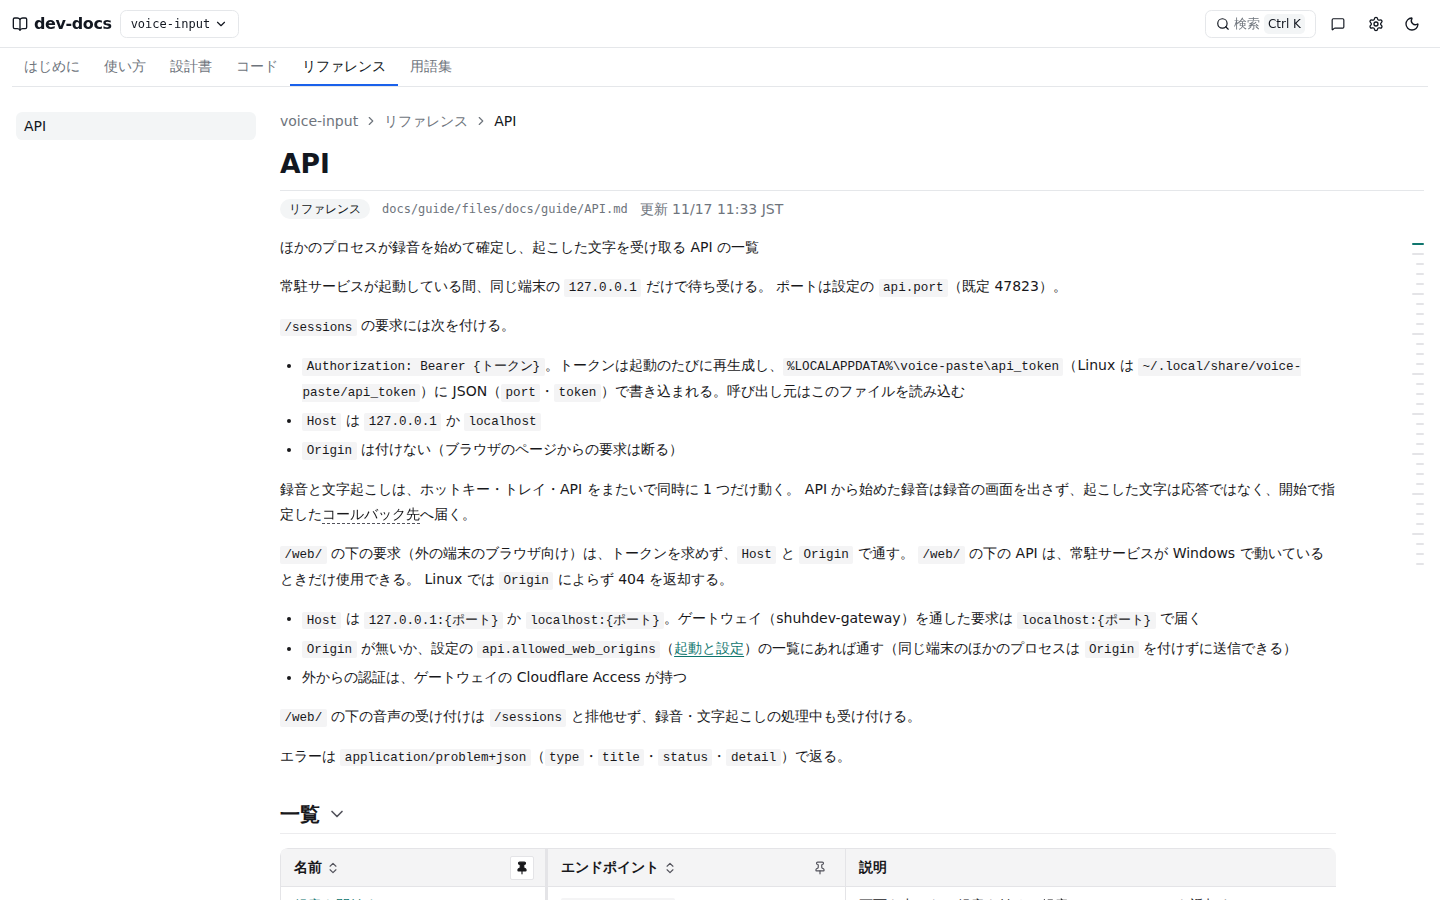 dev-docs
voice-input
検索 Ctrl K
はじめに 使い方 設計書 コード リファレンス 用語集
API
voice-input リファレンス API
API
リファレンス docs/guide/files/docs/guide/API.md 更新 11/17 11:33 JST
ほかのプロセスが録音を始めて確定し、起こした文字を受け取る API の一覧
常駐サービスが起動している間、同じ端末の 127.0.0.1 だけで待ち受ける。 ポートは設定の api.port（既定 47823）。
/sessions の要求には次を付ける。
Authorization: Bearer {トークン}。トークンは起動のたびに再生成し、%LOCALAPPDATA%\voice-paste\api_token（Linux は ~/.local/share/voice-
paste/api_token）に JSON（port・token）で書き込まれる。呼び出し元はこのファイルを読み込む
Host は 127.0.0.1 か localhost
Origin は付けない（ブラウザのページからの要求は断る）
録音と文字起こしは、ホットキー・トレイ・API をまたいで同時に 1 つだけ動く。 API から始めた録音は録音の画面を出さず、起こした文字は応答ではなく、開始で指
定したコールバック先へ届く。
/web/ の下の要求（外の端末のブラウザ向け）は、トークンを求めず、Host と Origin で通す。 /web/ の下の API は、常駐サービスが Windows で動いている
ときだけ使用できる。 Linux では Origin によらず 404 を返却する。
Host は 127.0.0.1:{ポート} か localhost:{ポート}。ゲートウェイ（shuhdev-gateway）を通した要求は localhost:{ポート} で届く
Origin が無いか、設定の api.allowed_web_origins（起動と設定）の一覧にあれば通す（同じ端末のほかのプロセスは Origin を付けずに送信できる）
外からの認証は、ゲートウェイの Cloudflare Access が持つ
/web/ の下の音声の受け付けは /sessions と排他せず、録音・文字起こしの処理中も受け付ける。
エラーは application/problem+json（type・title・status・detail）で返る。
一覧
名前 エンドポイント 説明